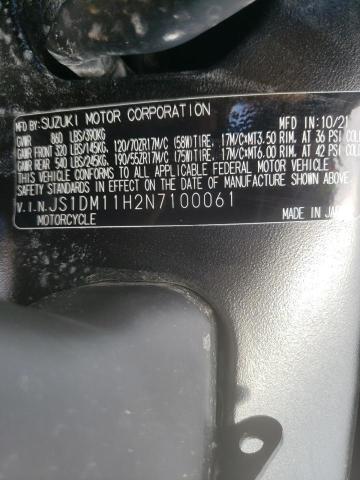 MFD BY:SUZUKI MOTOR CORPORATION MFD IN:10/21
GVWR 860 LBS/390KG
GAWR FRONT 320 LBS/145KG, 120/70ZR17M/C (58W)TIRE, 17M/C×MT3.50 RIM. AT 36 PSI COLD
GAWR REAR 540 LBS/245KG, 190/55ZR17M/C (75W)TIRE, 17M/C×MT6.00 RIM. AT 42 PSI COLD
THIS VEHICLE CONFORMS TO ALL APPLICABLE FEDERAL MOTOR VEHICLE
SAFETY STANDARDS IN EFFECT ON THE DATE OF MANUFACTURE SHOWN ABOVE.
V.I.N.JS1DM11H2N7100061
MOTORCYCLE MADE IN JAPAN